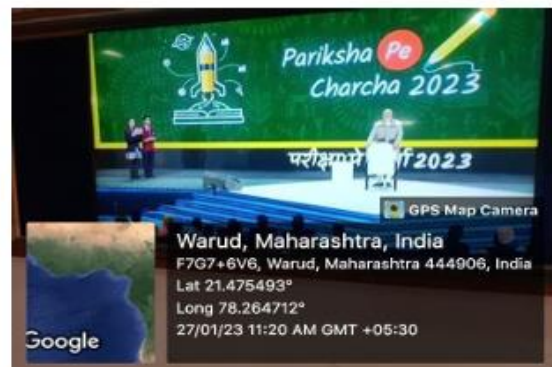 Pariksha Pe
Charcha 2023
परीक्षा पे 2023
GPS Map Camera
Warud, Maharashtra, India
F7G7+6V6, Warud, Maharashtra 444906, India
Lat 21.475493°
Long 78.264712°
27/01/23 11:20 AM GMT +05:30
Google